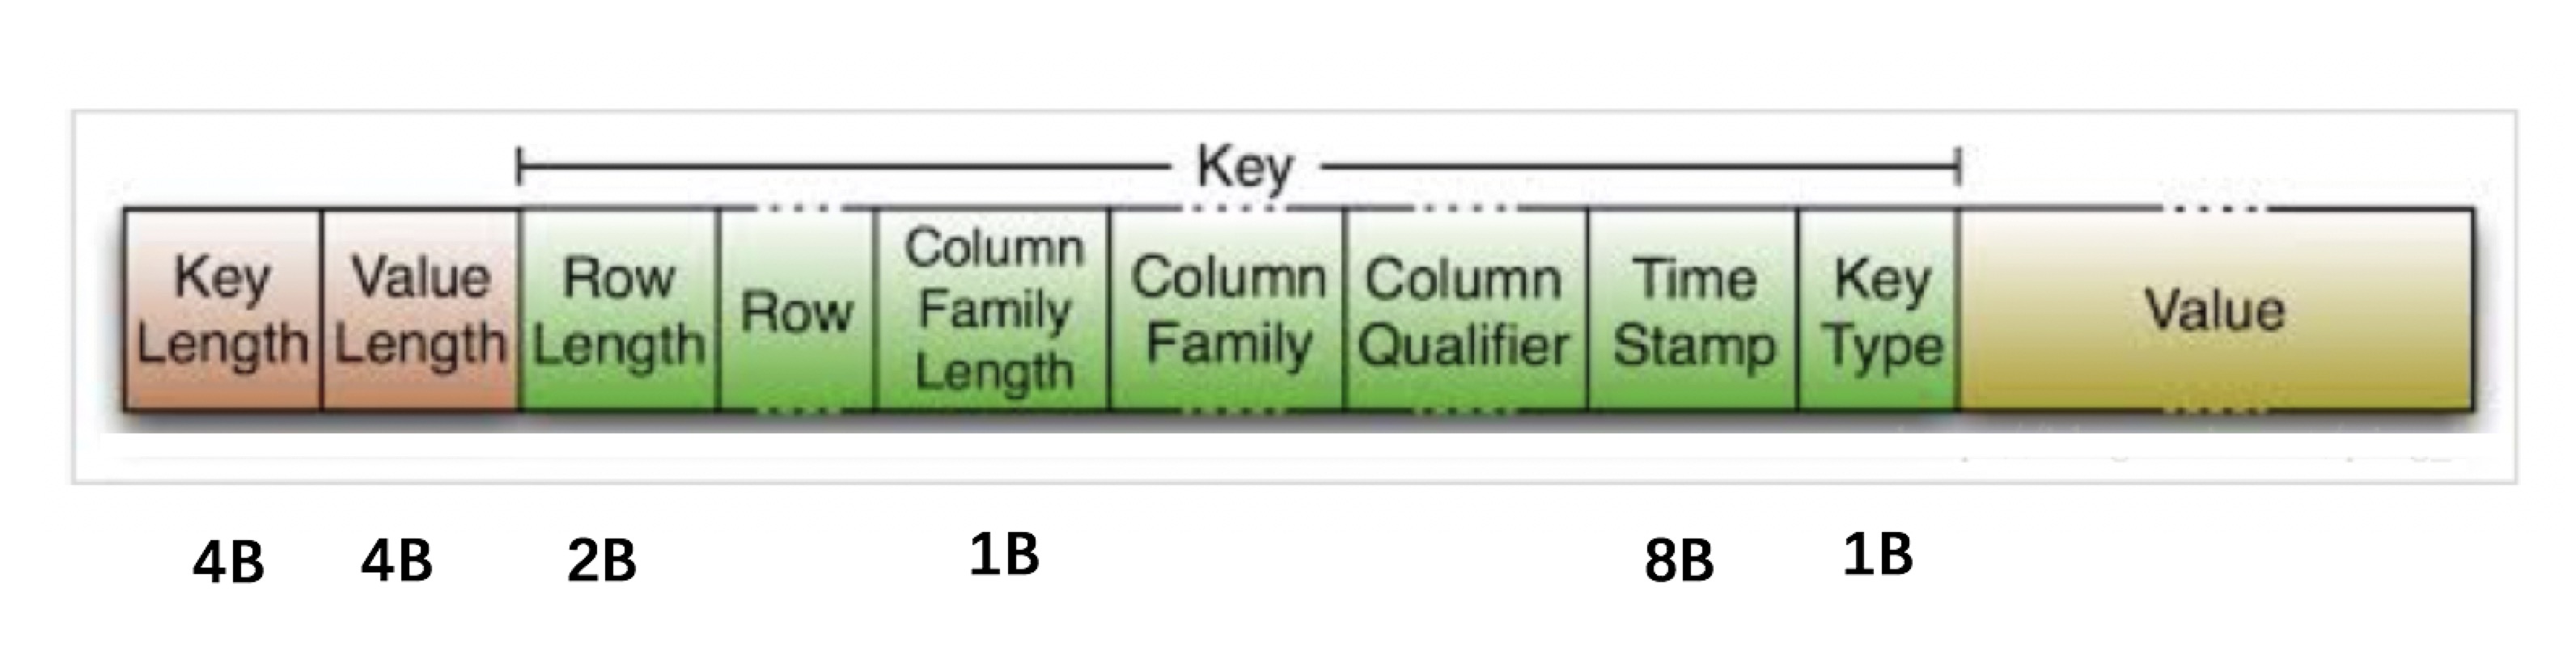 Key
Key Length
Value Length
Row Length
Row
Column Family Length
Column Family
Column Qualifier
Time Stamp
Key Type
Value
4B 4B 2B 1B 8B 1B